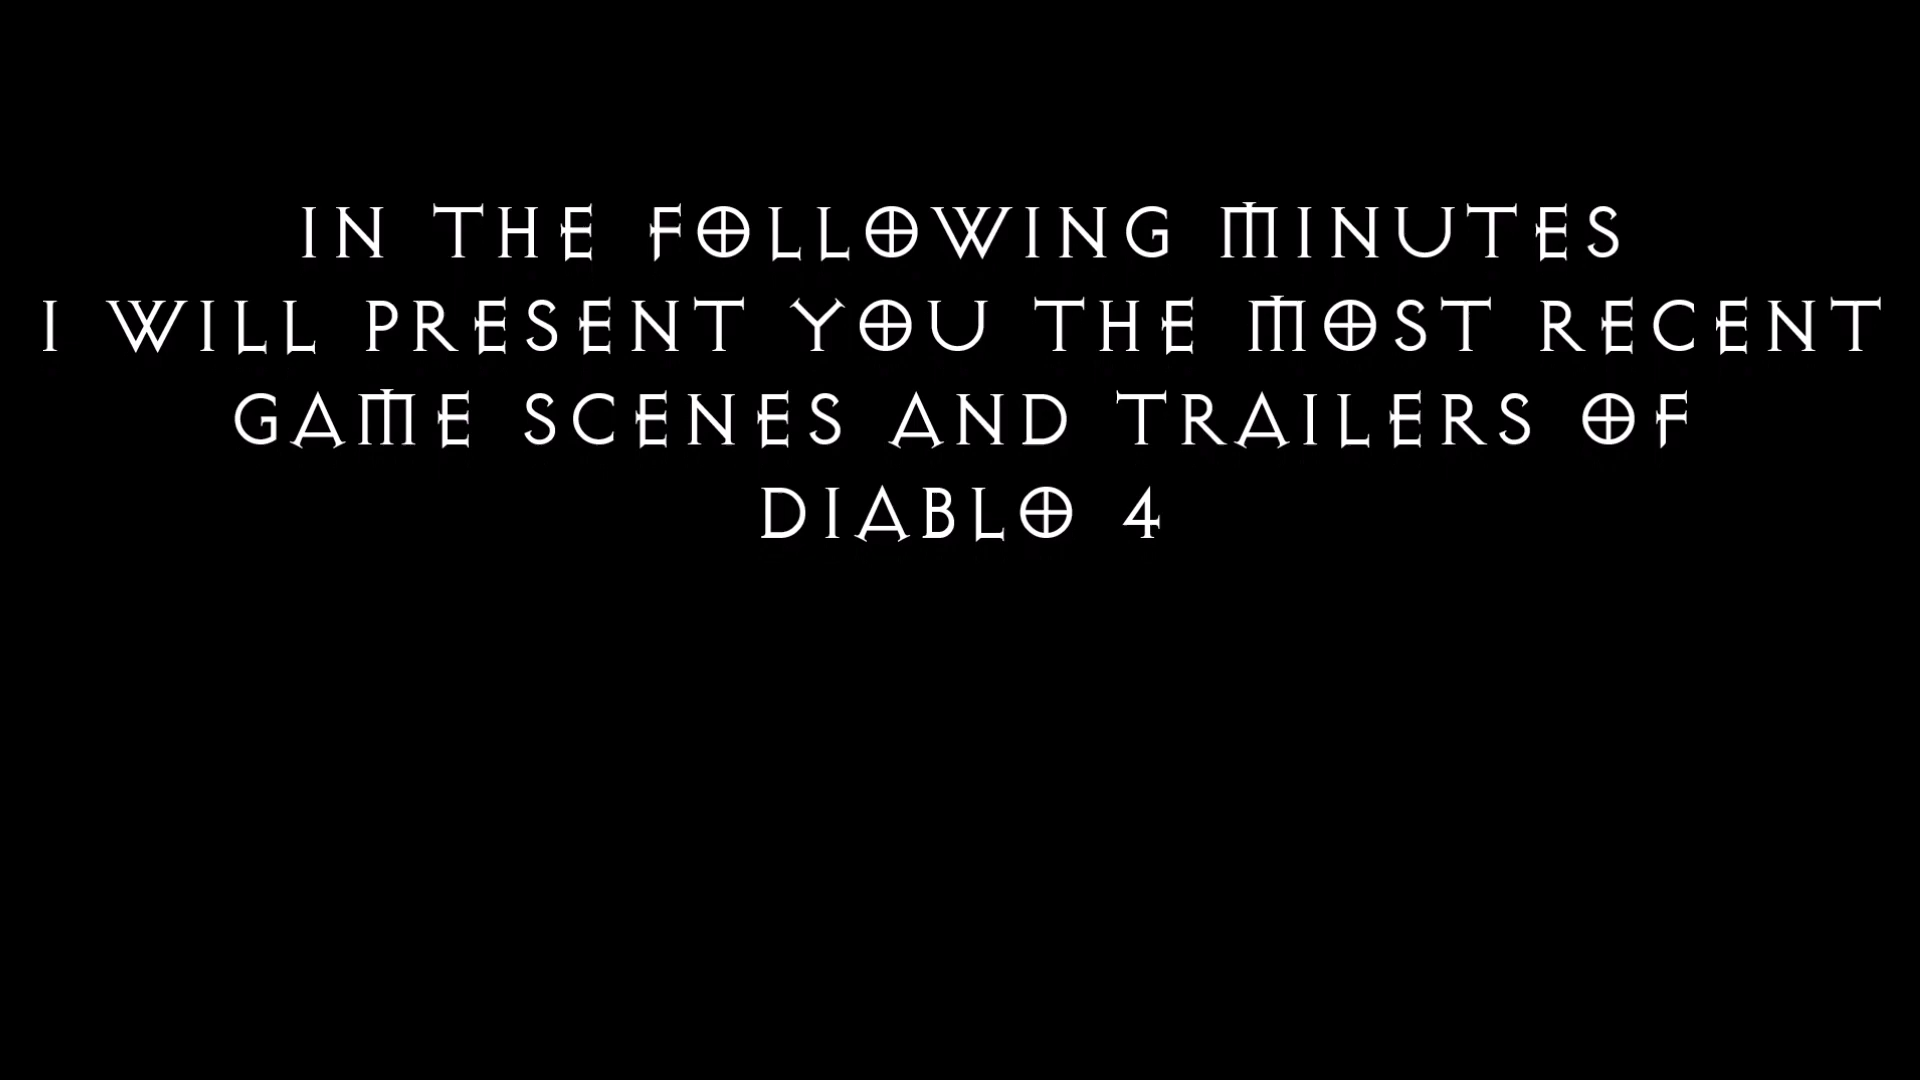 IN THE FOLLOWING MINUTES
I WILL PRESENT YOU THE MOST RECENT
GAME SCENES AND TRAILERS OF
DIABLO 4